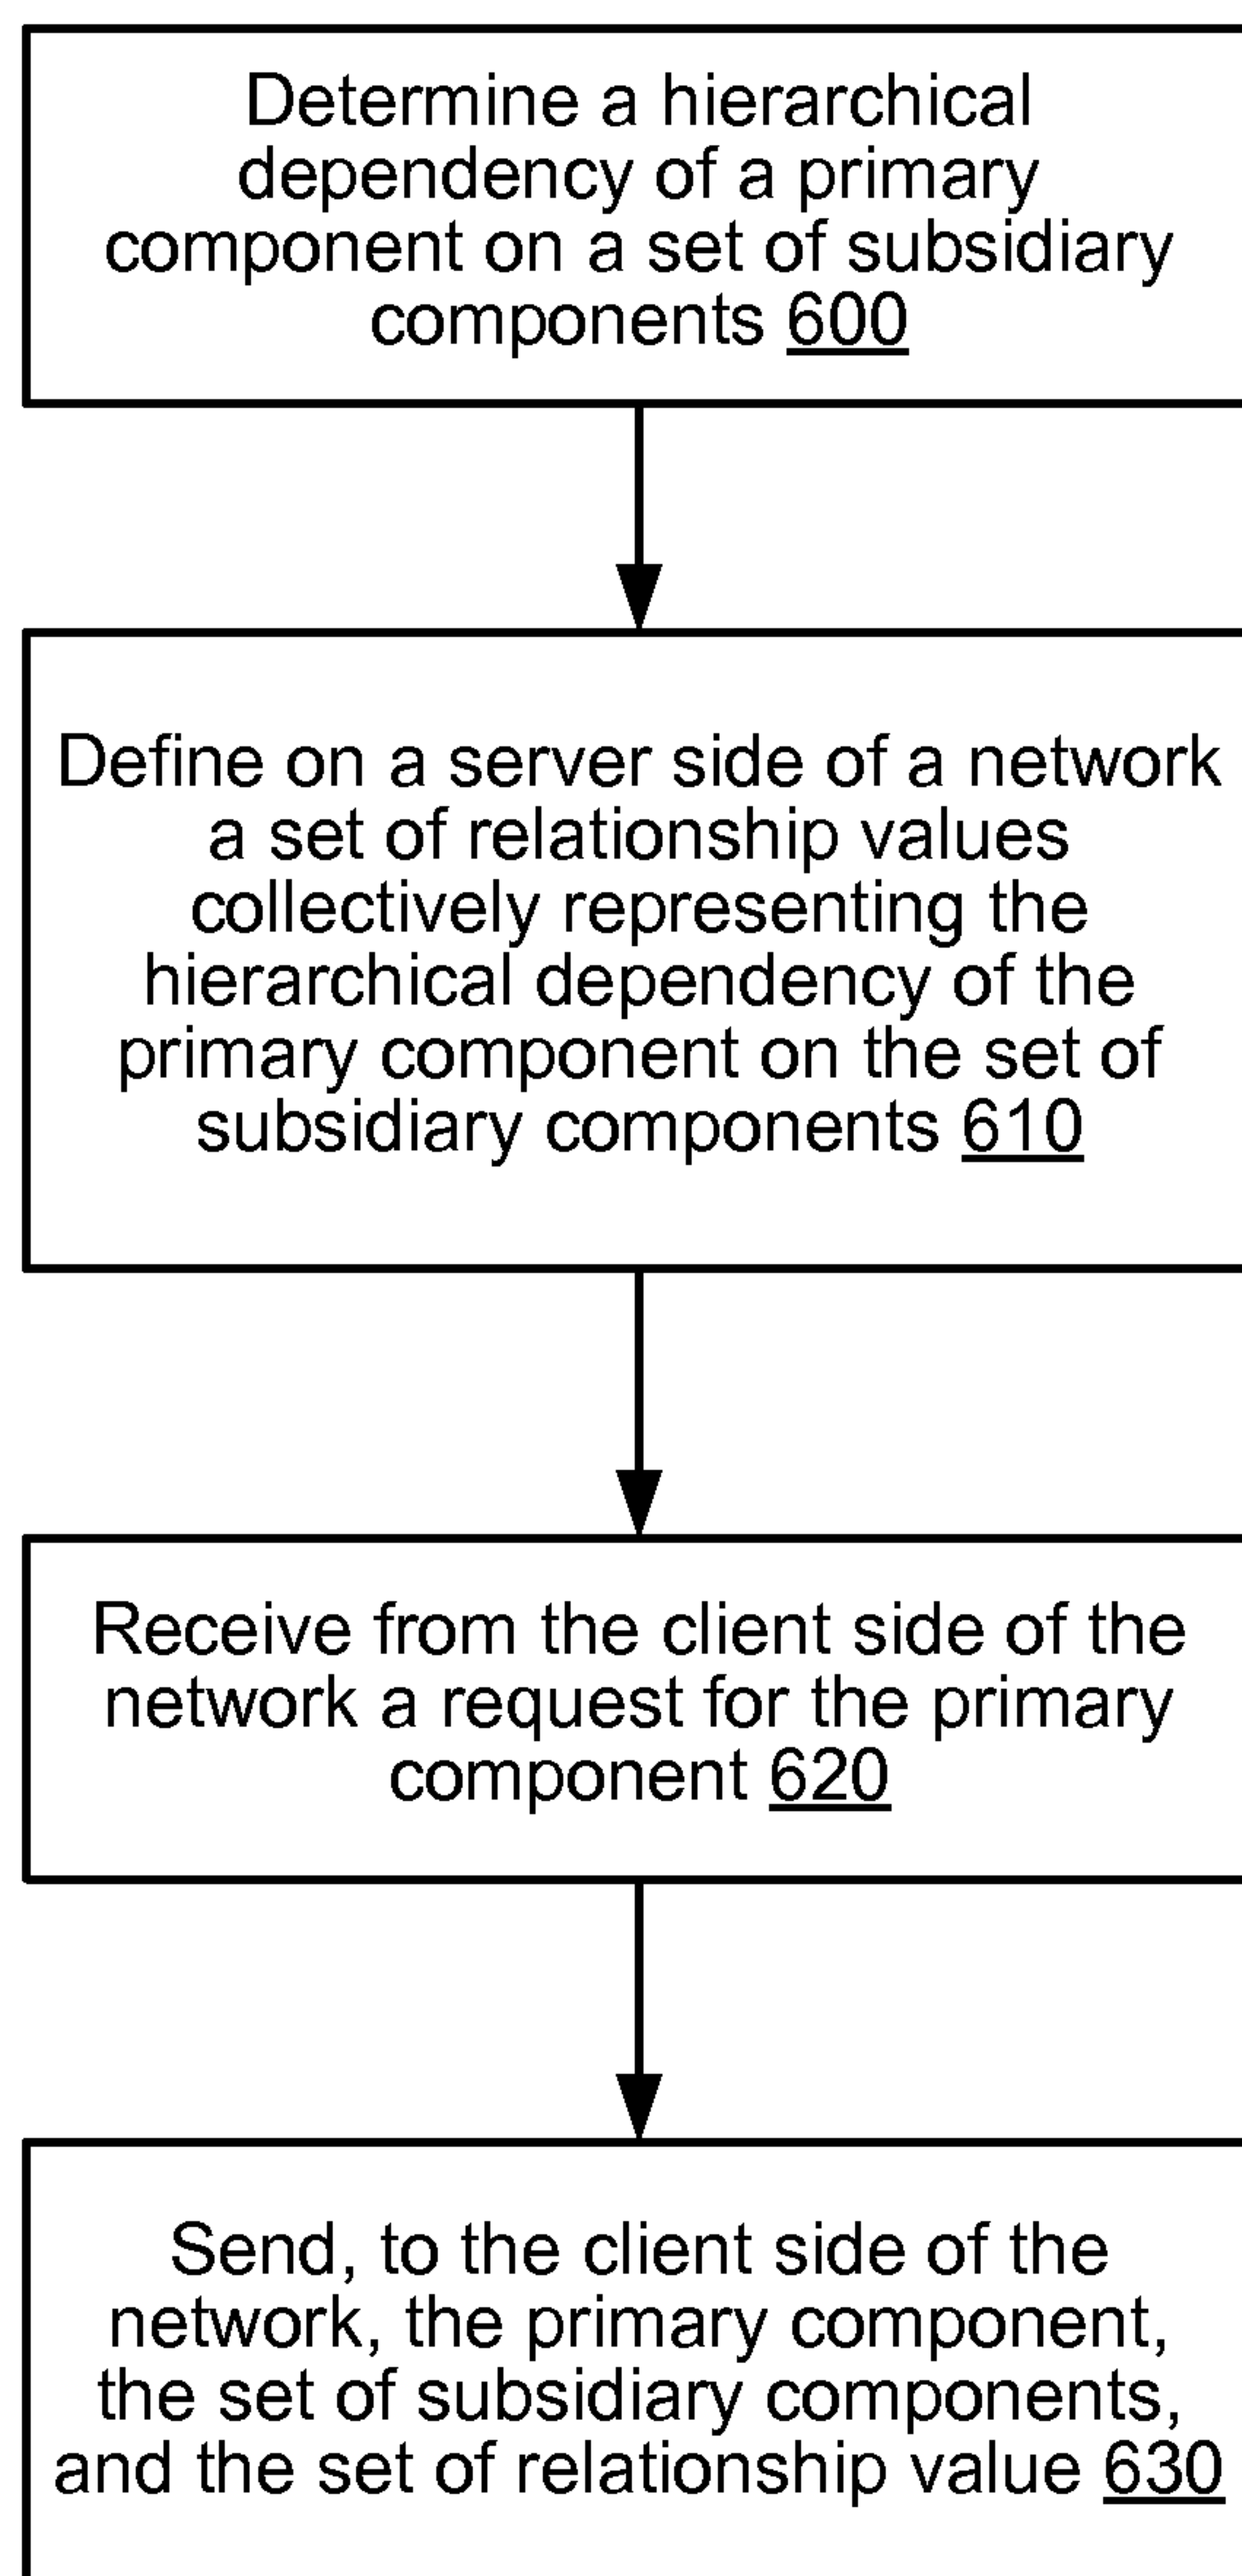 Determine a hierarchical
dependency of a primary
component on a set of subsidiary
components 600
Define on a server side of a network
a set of relationship values
collectively representing the
hierarchical dependency of the
primary component on the set of
subsidiary components 610
Receive from the client side of the
network a request for the primary
component 620
Send, to the client side of the
network, the primary component,
the set of subsidiary components,
and the set of relationship value 630